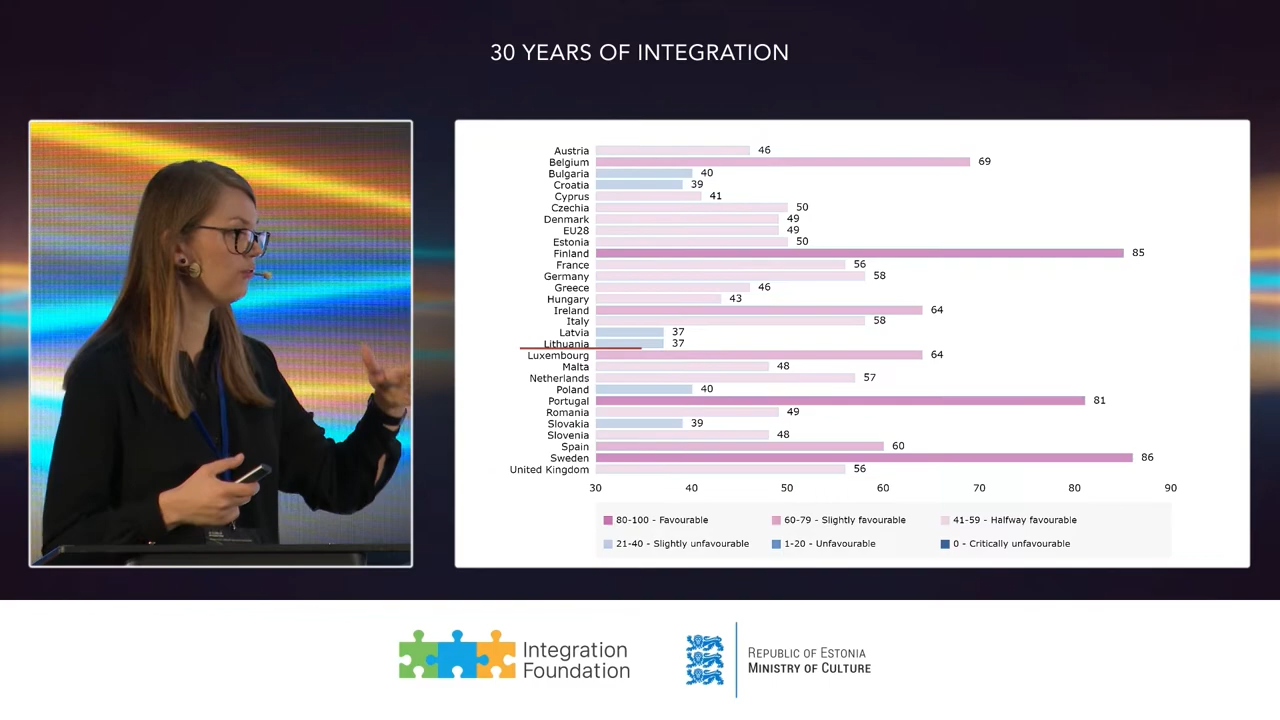 30 YEARS OF INTEGRATION
Austria 46
Belgium 69
Bulgaria 40
Croatia 39
Cyprus 41
Czechia 50
Denmark 49
EU28 49
Estonia 50
Finland 85
France 56
Germany 58
Greece 46
Hungary 43
Ireland 64
Italy 58
Latvia 37
Lithuania 37
Luxembourg 64
Malta 48
Netherlands 57
Poland 40
Portugal 81
Romania 49
Slovakia 39
Slovenia 48
Spain 60
Sweden 86
United Kingdom 56
30 40 50 60 70 80 90
80-100 - Favourable 60-79 - Slightly favourable 41-59 - Halfway favourable
21-40 - Slightly unfavourable 1-20 - Unfavourable 0 - Critically unfavourable
Integration
Foundation
REPUBLIC OF ESTONIA
MINISTRY OF CULTURE